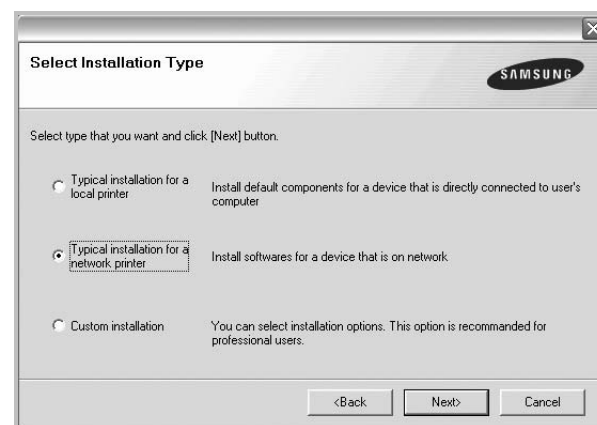 Select Installation Type
SAMSUNG
Select type that you want and click [Next] button.
Typical installation for a
local printer
Install default components for a device that is directly connected to user's
computer
Typical installation for a
network printer
Install softwares for a device that is on network
Custom installation
You can select installation options. This option is recommanded for
professional users.
<Back
Next>
Cancel